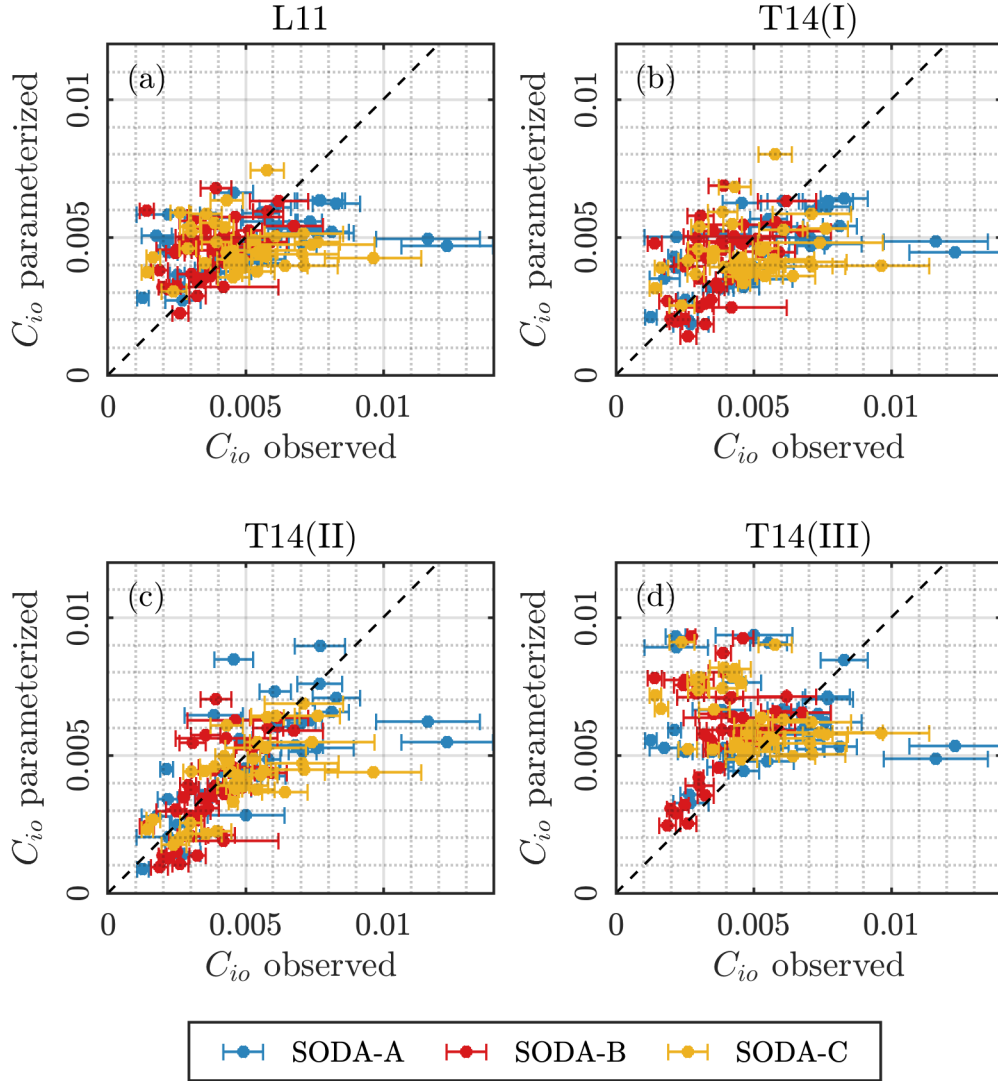 L11
T14(I)
(a)
(b)
0.01
0.005
0
C_io parameterized
0
0.005
0.01
C_io observed
0.01
0.005
0
C_io parameterized
0
0.005
0.01
C_io observed
T14(II)
T14(III)
(c)
(d)
0.01
0.005
0
C_io parameterized
0
0.005
0.01
C_io observed
0.01
0.005
0
C_io parameterized
0
0.005
0.01
C_io observed
SODA-A
SODA-B
SODA-C